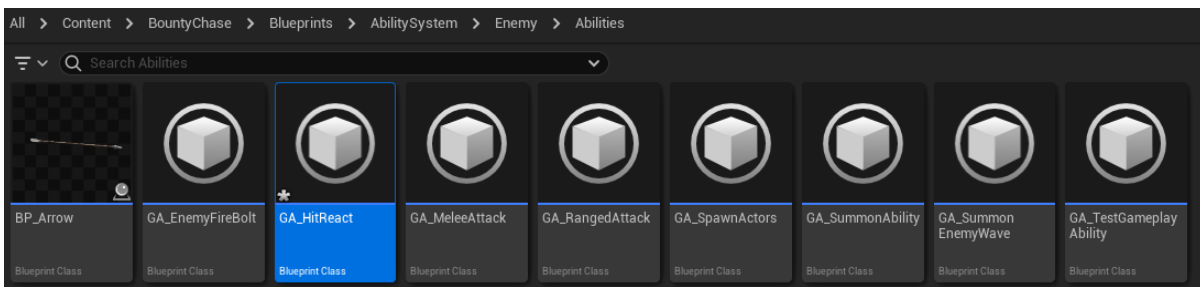 All > Content > BountyChase > Blueprints > AbilitySystem > Enemy > Abilities
Search Abilities
BP_Arrow
Blueprint Class
GA_EnemyFireBolt
Blueprint Class
GA_HitReact
Blueprint Class
GA_MeleeAttack
Blueprint Class
GA_RangedAttack
Blueprint Class
GA_SpawnActors
Blueprint Class
GA_SummonAbility
Blueprint Class
GA_Summon
EnemyWave
Blueprint Class
GA_TestGameplay
Ability
Blueprint Class